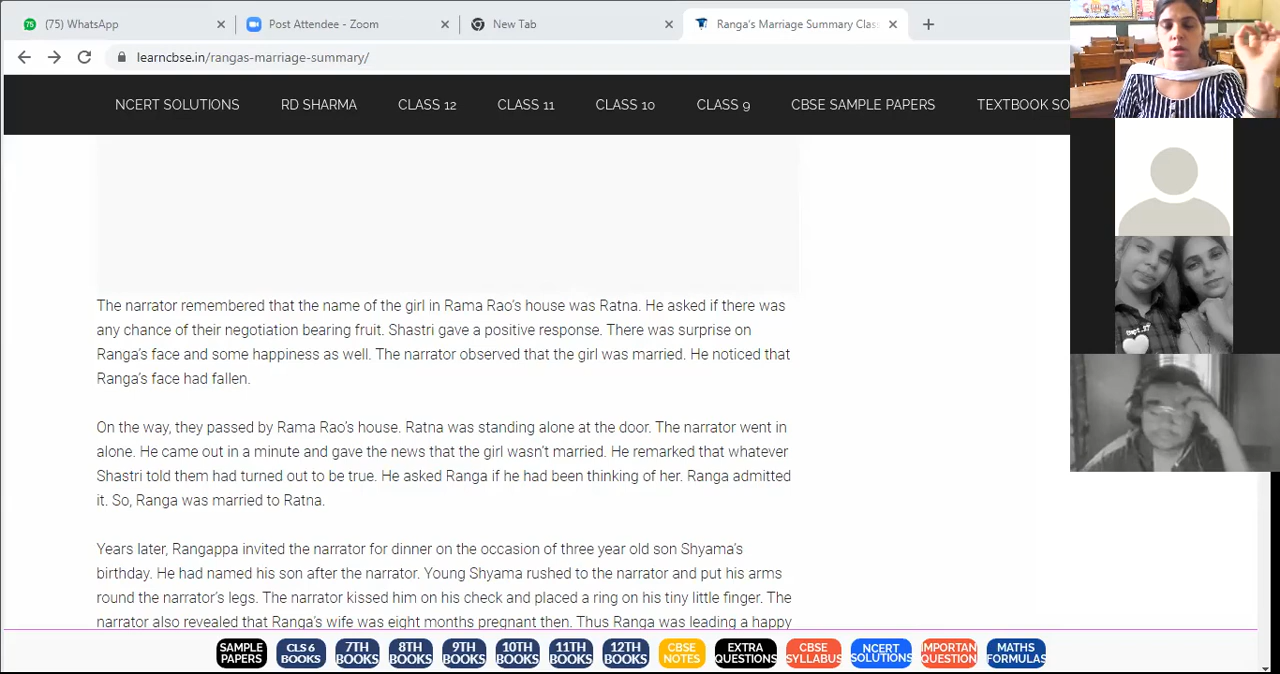 (75) WhatsApp
Post Attendee - Zoom
New Tab
Ranga's Marriage Summary Clas
learncbse.in/rangas-marriage-summary/
NCERT SOLUTIONS RD SHARMA CLASS 12 CLASS 11 CLASS 10 CLASS 9 CBSE SAMPLE PAPERS TEXTBOOK SO
The narrator remembered that the name of the girl in Rama Rao's house was Ratna. He asked if there was
any chance of their negotiation bearing fruit. Shastri gave a positive response. There was surprise on
Ranga's face and some happiness as well. The narrator observed that the girl was married. He noticed that
Ranga's face had fallen.
On the way, they passed by Rama Rao's house. Ratna was standing alone at the door. The narrator went in
alone. He came out in a minute and gave the news that the girl wasn't married. He remarked that whatever
Shastri told them had turned out to be true. He asked Ranga if he had been thinking of her. Ranga admitted
it. So, Ranga was married to Ratna.
Years later, Rangappa invited the narrator for dinner on the occasion of three year old son Shyama's
birthday. He had named his son after the narrator. Young Shyama rushed to the narrator and put his arms
round the narrator's legs. The narrator kissed him on his check and placed a ring on his tiny little finger. The
narrator also revealed that Ranga's wife was eight months pregnant then. Thus Ranga was leading a happy
SAMPLE PAPERS
CLS 6 BOOKS
7TH BOOKS
8TH BOOKS
9TH BOOKS
10TH BOOKS
11TH BOOKS
12TH BOOKS
CBSE NOTES
EXTRA QUESTIONS
CBSE SYLLABUS
NCERT SOLUTIONS
IMPORTAN QUESTION
MATHS FORMULAS